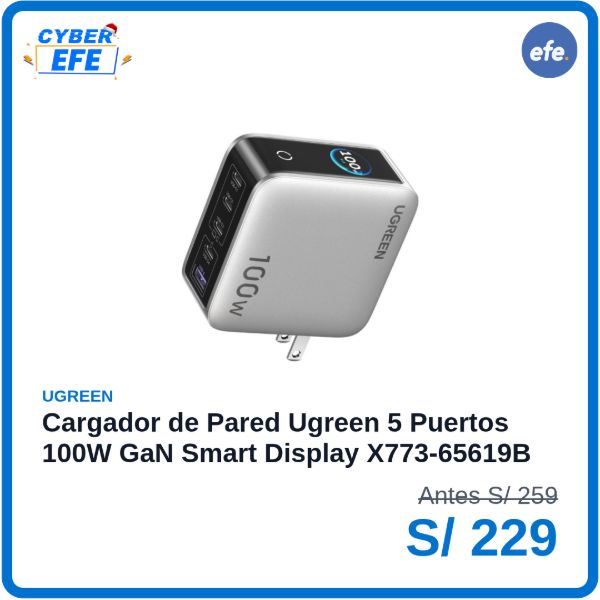 CYBER
EFE
efe.
100
UGREEN
100W
UGREEN
Cargador de Pared Ugreen 5 Puertos
100W GaN Smart Display X773-65619B
Antes S/ 259
S/ 229